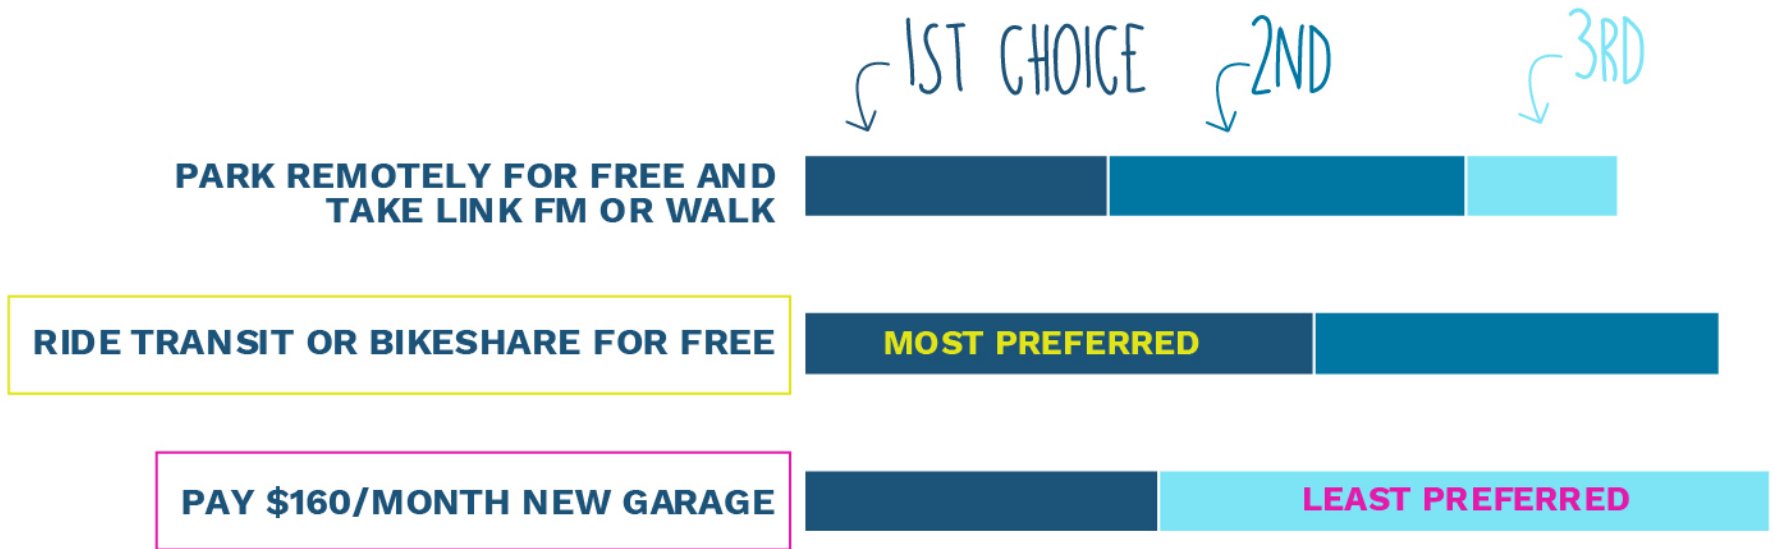 1ST CHOICE 2ND 3RD
PARK REMOTELY FOR FREE AND
TAKE LINK FM OR WALK
RIDE TRANSIT OR BIKESHARE FOR FREE MOST PREFERRED
PAY $160/MONTH NEW GARAGE LEAST PREFERRED